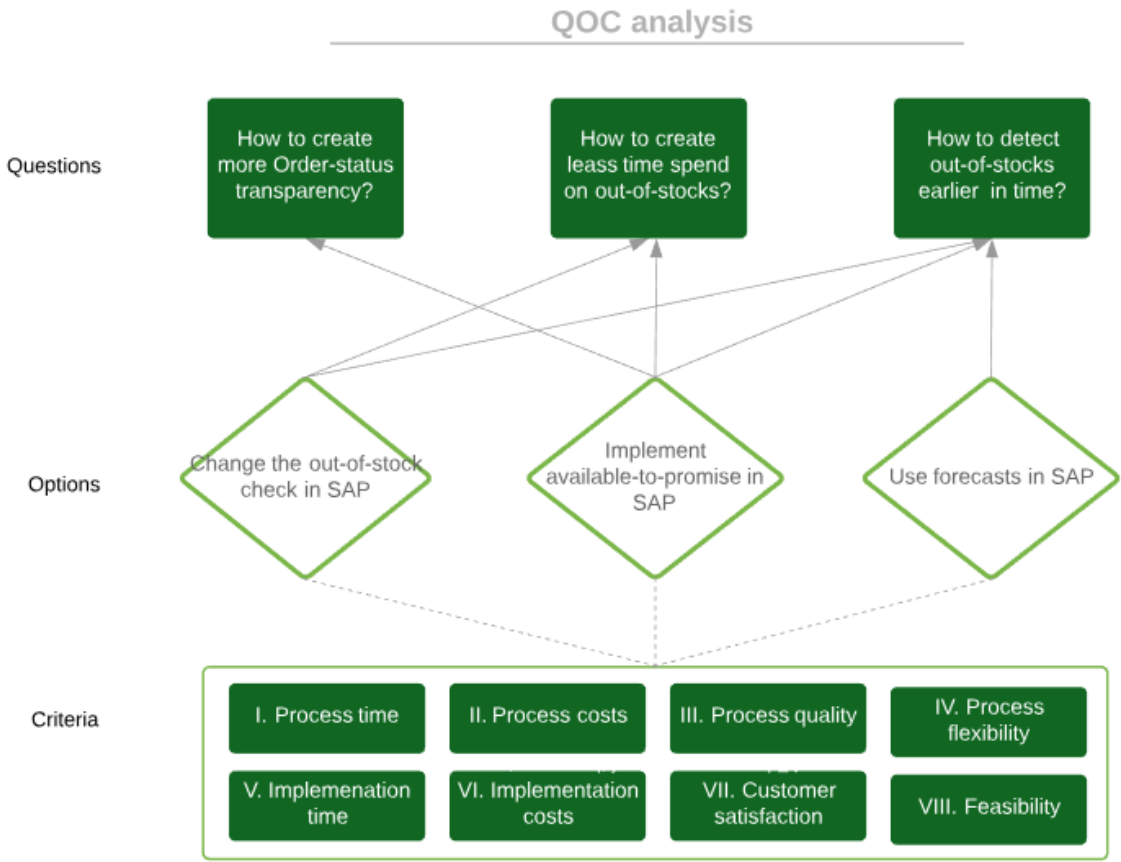 QOC analysis
Questions
How to create
more Order-status
transparency?
How to create
leass time spend
on out-of-stocks?
How to detect
out-of-stocks
earlier in time?
Options
Change the out-of-stock
check in SAP
Implement
available-to-promise in
SAP
Use forecasts in SAP
Criteria
I. Process time
II. Process costs
III. Process quality
IV. Process
flexibility
V. Implemenation
time
VI. Implementation
costs
VII. Customer
satisfaction
VIII. Feasibility